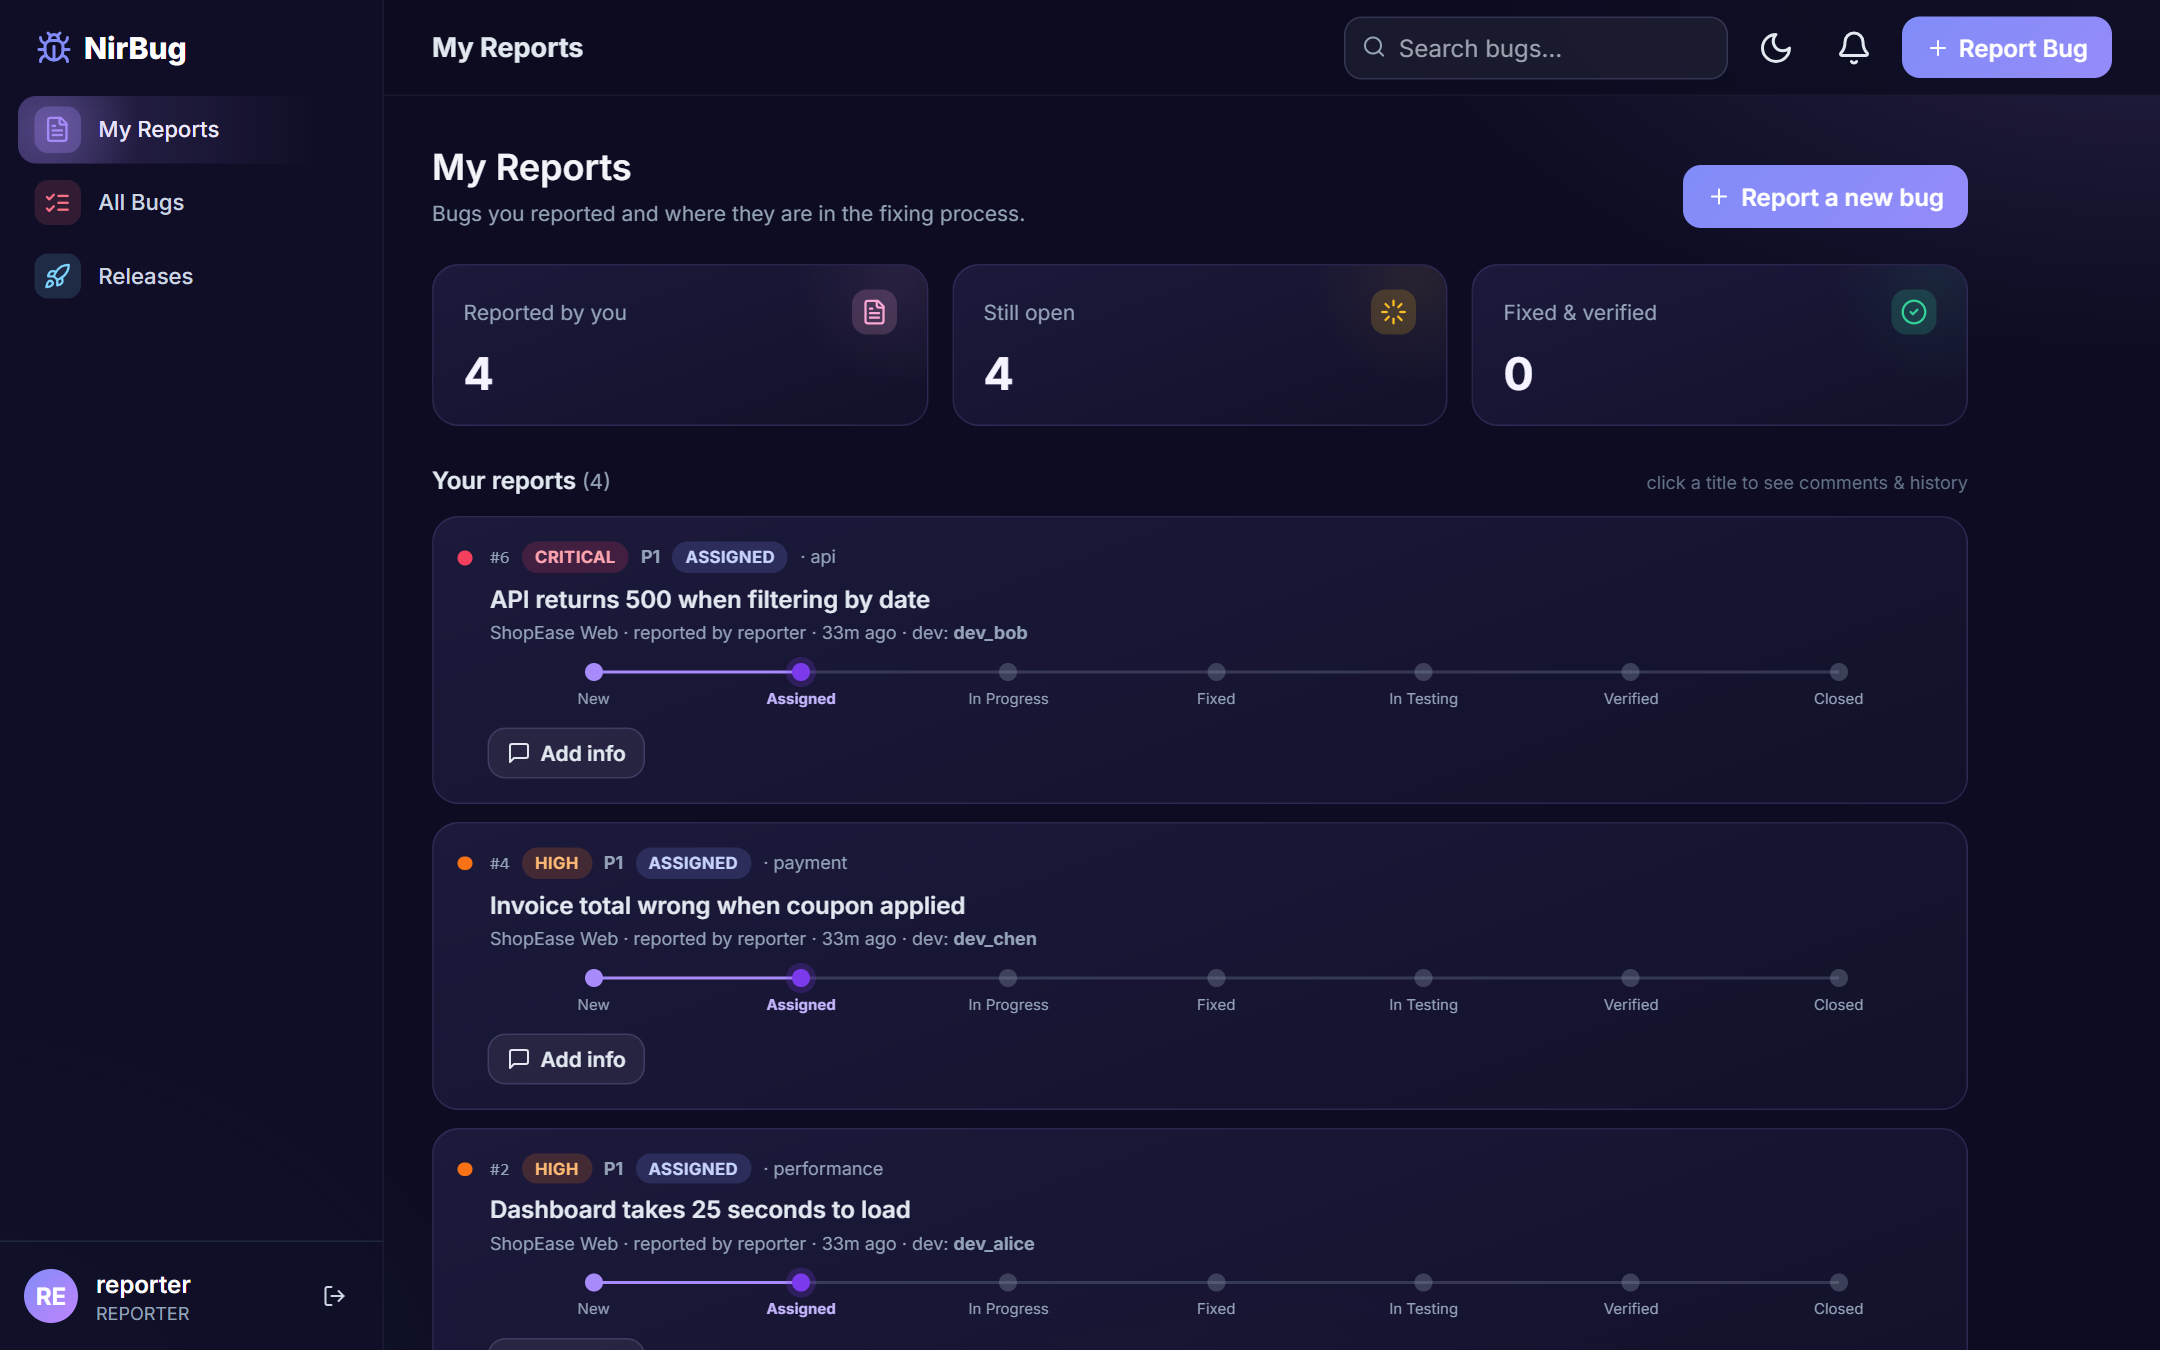 NirBug
My Reports
All Bugs
Releases
My Reports
Search bugs...
+ Report Bug
My Reports
Bugs you reported and where they are in the fixing process.
+ Report a new bug
Reported by you
4
Still open
4
Fixed & verified
0
Your reports (4)
click a title to see comments & history
#6 CRITICAL P1 ASSIGNED · api
API returns 500 when filtering by date
ShopEase Web · reported by reporter · 33m ago · dev: dev_bob
New Assigned In Progress Fixed In Testing Verified Closed
Add info
#4 HIGH P1 ASSIGNED · payment
Invoice total wrong when coupon applied
ShopEase Web · reported by reporter · 33m ago · dev: dev_chen
New Assigned In Progress Fixed In Testing Verified Closed
Add info
#2 HIGH P1 ASSIGNED · performance
Dashboard takes 25 seconds to load
ShopEase Web · reported by reporter · 33m ago · dev: dev_alice
New Assigned In Progress Fixed In Testing Verified Closed
RE
reporter
REPORTER